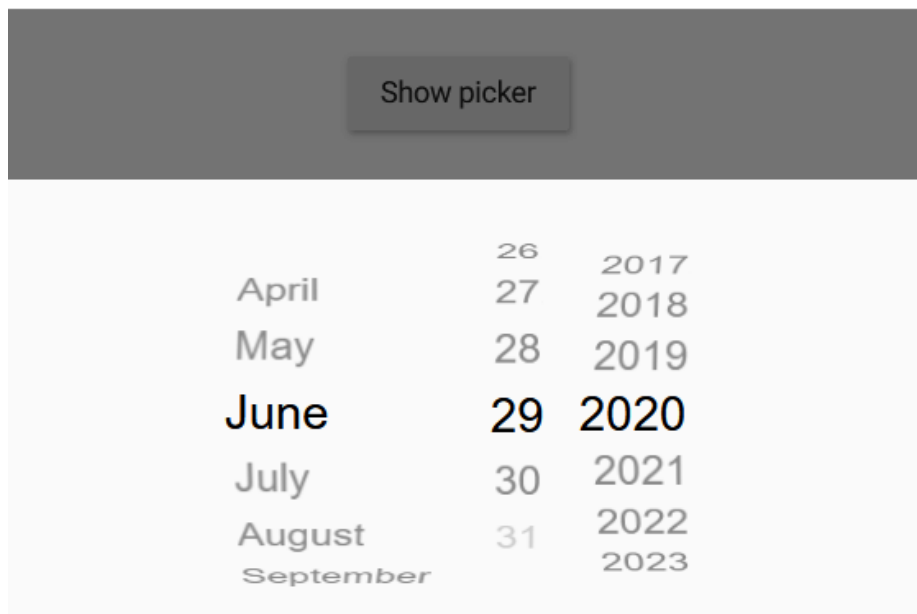 Show picker
26 2017
April 27 2018
May 28 2019
June 29 2020
July 30 2021
August 31 2022
September 2023